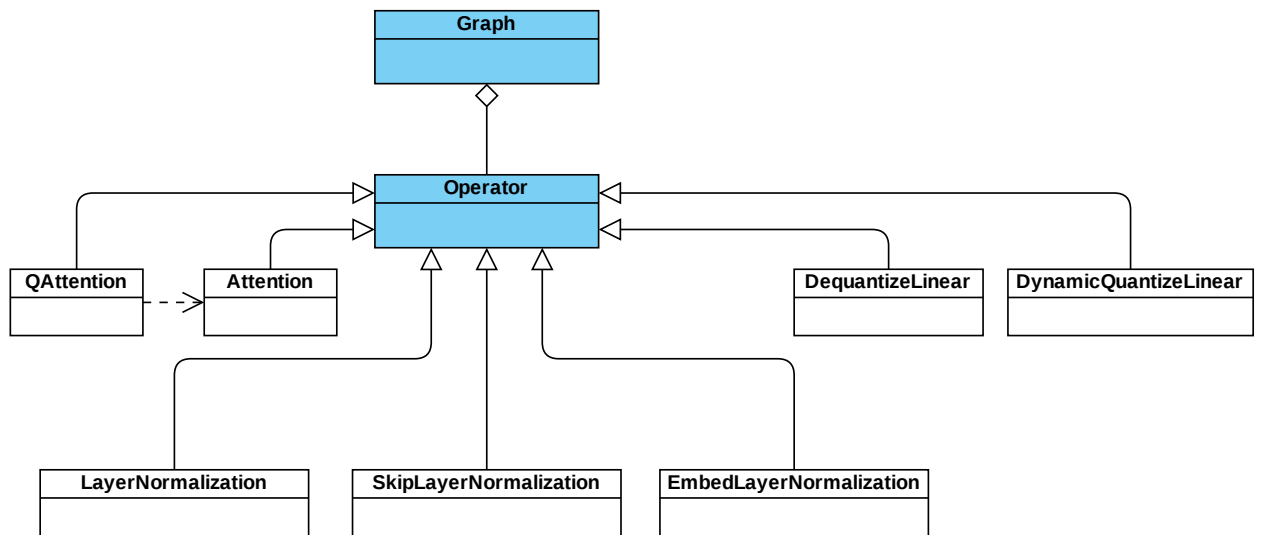 Graph
Operator
QAttention
Attention
DequantizeLinear
DynamicQuantizeLinear
LayerNormalization
SkipLayerNormalization
EmbedLayerNormalization